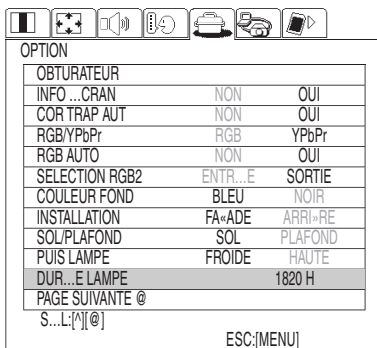 OPTION
OBTURATEUR
INFO ...CRAN NON OUI
COR TRAP AUT NON OUI
RGB/YPbPr RGB YPbPr
RGB AUTO NON OUI
SELECTION RGB2 ENTR...E SORTIE
COULEUR FOND BLEU NOIR
INSTALLATION FA«ADE ARRI»RE
SOL/PLAFOND SOL PLAFOND
PUIS LAMPE FROIDE HAUTE
DUR...E LAMPE 1820 H
PAGE SUIVANTE @
S...L:[^][@]
ESC:[MENU]